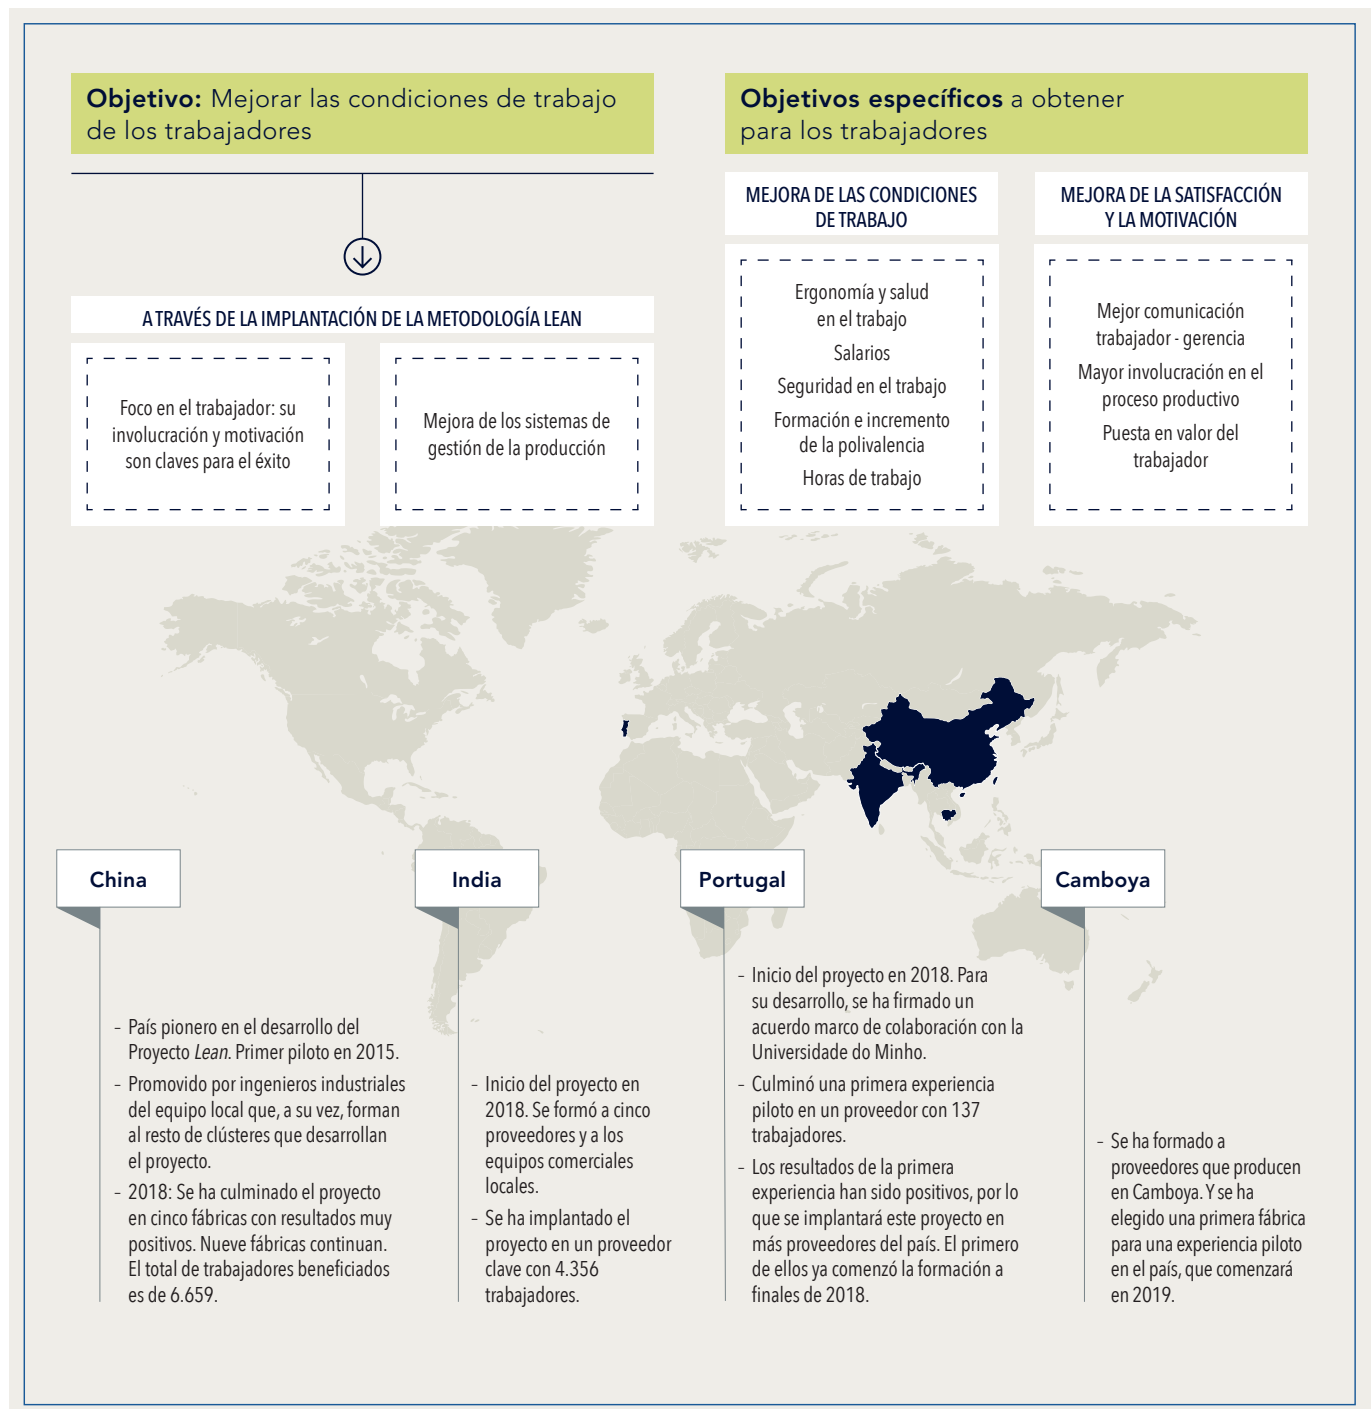 Objetivo: Mejorar las condiciones de trabajo
de los trabajadores
A TRAVÉS DE LA IMPLANTACIÓN DE LA METODOLOGÍA LEAN
Foco en el trabajador: su
involucración y motivación
son claves para el éxito
Mejora de los sistemas de
gestión de la producción
Objetivos específicos a obtener
para los trabajadores
MEJORA DE LAS CONDICIONES
DE TRABAJO
Ergonomía y salud
en el trabajo
Salarios
Seguridad en el trabajo
Formación e incremento
de la polivalencia
Horas de trabajo
MEJORA DE LA SATISFACCIÓN
Y LA MOTIVACIÓN
Mejor comunicación
trabajador - gerencia
Mayor involucración en el
proceso productivo
Puesta en valor del
trabajador
China
– País pionero en el desarrollo del
Proyecto Lean. Primer piloto en 2015.
– Promovido por ingenieros industriales
del equipo local que, a su vez, forman
al resto de clústeres que desarrollan
el proyecto.
– 2018: Se ha culminado el proyecto
en cinco fábricas con resultados muy
positivos. Nueve fábricas continuan.
El total de trabajadores beneficiados
es de 6.659.
India
– Inicio del proyecto en
2018. Se formó a cinco
proveedores y a los
equipos comerciales
locales.
– Se ha implantado el
proyecto en un proveedor
clave con 4.356
trabajadores.
Portugal
– Inicio del proyecto en 2018. Para
su desarrollo, se ha firmado un
acuerdo marco de colaboración con la
Universidade do Minho.
– Culminó una primera experiencia
piloto en un proveedor con 137
trabajadores.
– Los resultados de la primera
experiencia han sido positivos, por lo
que se implantará este proyecto en
más proveedores del país. El primero
de ellos ya comenzó la formación a
finales de 2018.
Camboya
– Se ha formado a
proveedores que producen
en Camboya. Y se ha
elegido una primera fábrica
para una experiencia piloto
en el país, que comenzará
en 2019.